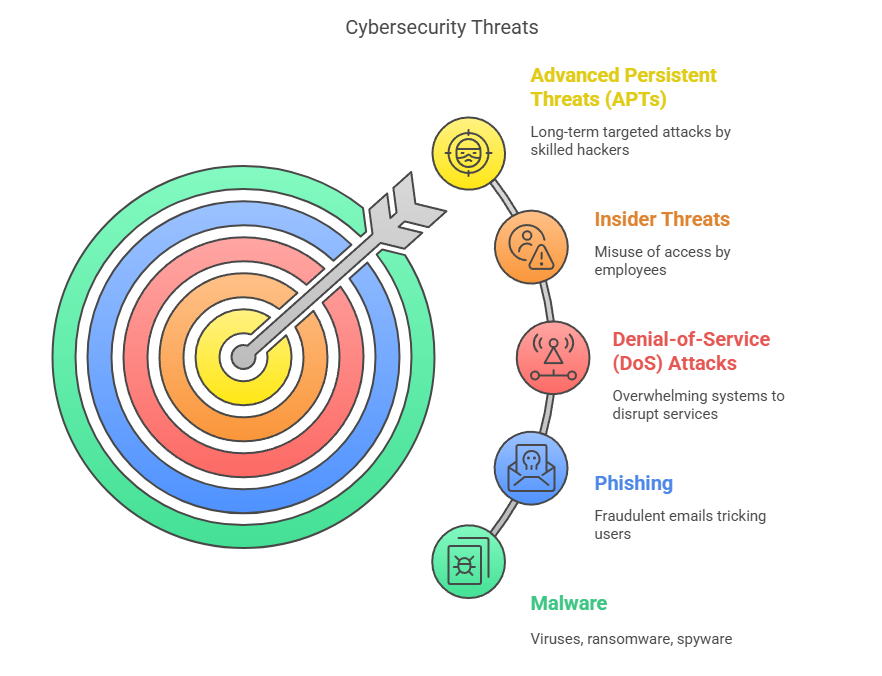 Cybersecurity Threats
Advanced Persistent
Threats (APTs)
Long-term targeted attacks by
skilled hackers
Insider Threats
Misuse of access by
employees
Denial-of-Service
(DoS) Attacks
Overwhelming systems to
disrupt services
Phishing
Fraudulent emails tricking
users
Malware
Viruses, ransomware, spyware